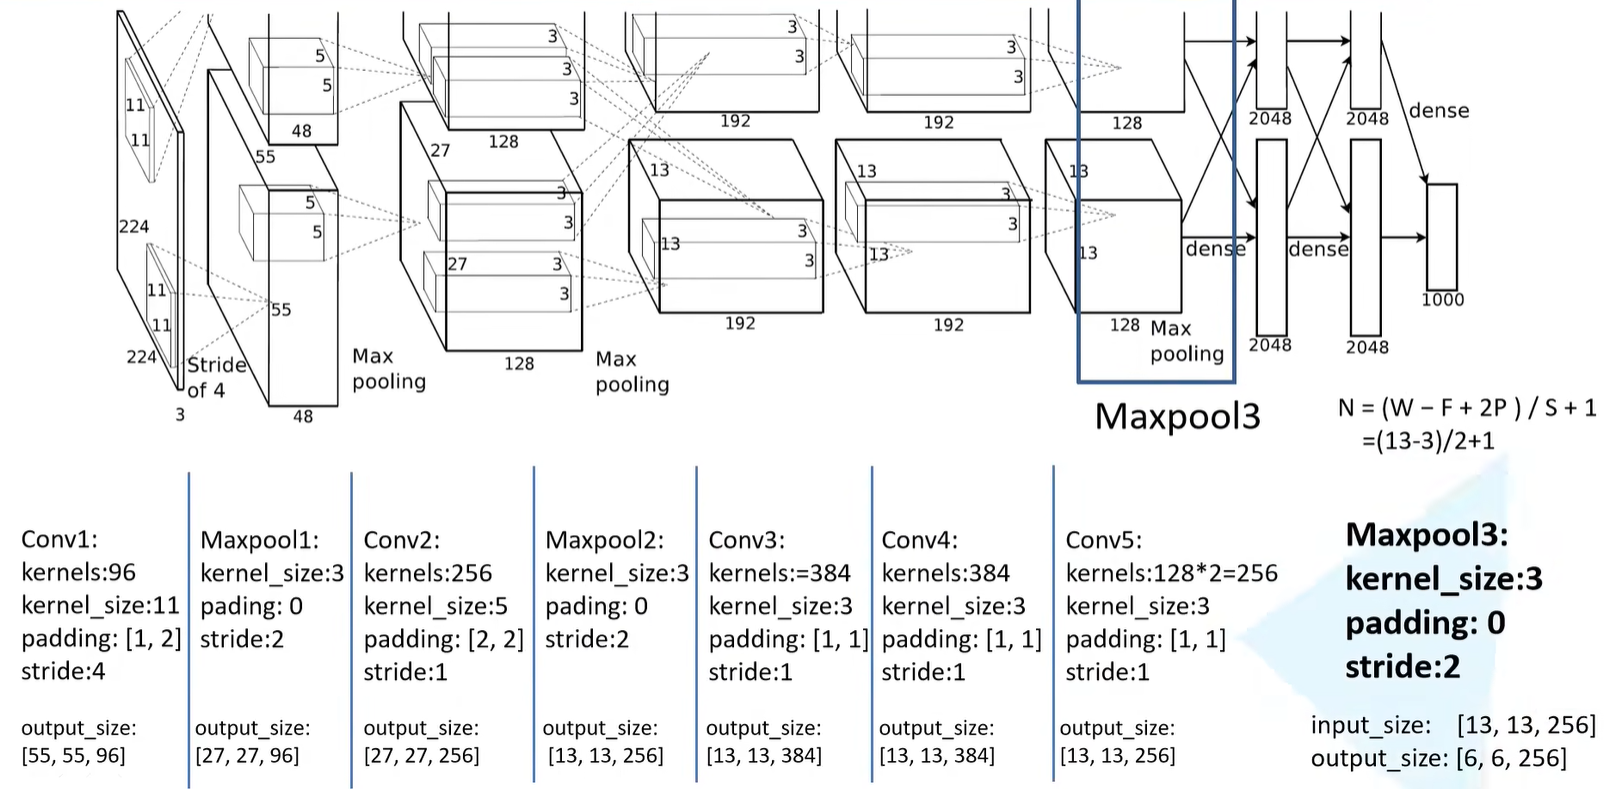 3
3
3
3
3
5
5
3
3
3
3
11
11
48
55
128
27
192
192
128
2048
2048
dense
5
5
3
3
13
13
3
13
224
3
3
27
3
3
13
3
3
13
3
13
dense
dense
11
11
55
1000
224
Stride
of 4
3
48
Max
pooling
128
Max
pooling
192
192
128
Max
pooling
2048
2048
Maxpool3
N = (W − F + 2P ) / S + 1
=(13-3)/2+1
Conv1:
kernels:96
kernel_size:11
padding: [1, 2]
stride:4
output_size:
[55, 55, 96]
Maxpool1:
kernel_size:3
pading: 0
stride:2
output_size:
[27, 27, 96]
Conv2:
kernels:256
kernel_size:5
padding: [2, 2]
stride:1
output_size:
[27, 27, 256]
Maxpool2:
kernel_size:3
pading: 0
stride:2
output_size:
[13, 13, 256]
Conv3:
kernels:=384
kernel_size:3
padding: [1, 1]
stride:1
output_size:
[13, 13, 384]
Conv4:
kernels:384
kernel_size:3
padding: [1, 1]
stride:1
output_size:
[13, 13, 384]
Conv5:
kernels:128*2=256
kernel_size:3
padding: [1, 1]
stride:1
output_size:
[13, 13, 256]
Maxpool3:
kernel_size:3
padding: 0
stride:2
input_size: [13, 13, 256]
output_size: [6, 6, 256]